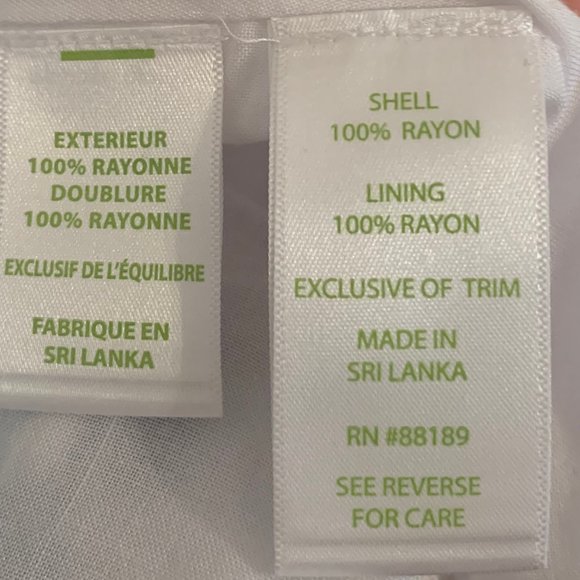 EXTERIEUR
100% RAYONNE
DOUBLURE
100% RAYONNE
EXCLUSIF DE L'ÉQUILIBRE
FABRIQUE EN
SRI LANKA
SHELL
100% RAYON
LINING
100% RAYON
EXCLUSIVE OF TRIM
MADE IN
SRI LANKA
RN #88189
SEE REVERSE
FOR CARE